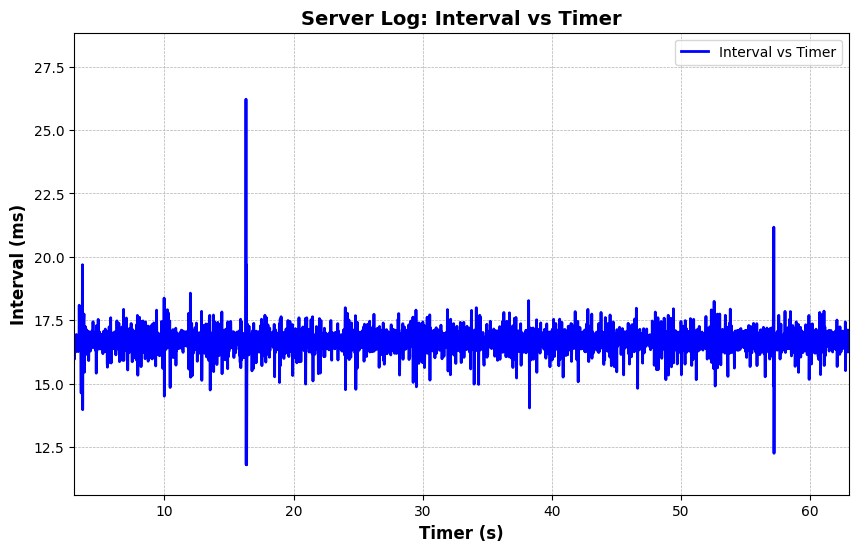 Server Log: Interval vs Timer
Interval vs Timer
27.5
25.0
22.5
20.0
17.5
15.0
12.5
Interval (ms)
10 20 30 40 50 60
Timer (s)